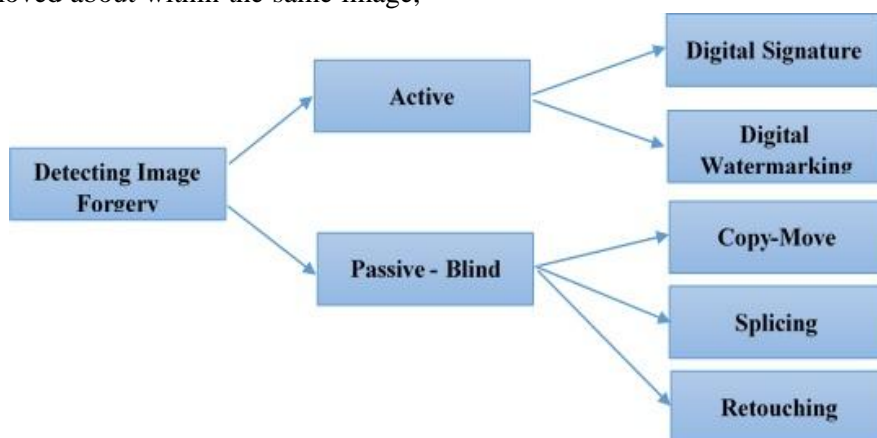 moved about within the same image,
Digital Signature
Active
Digital
Watermarking
Detecting Image
Forgery
Copy-Move
Passive - Blind
Splicing
Retouching